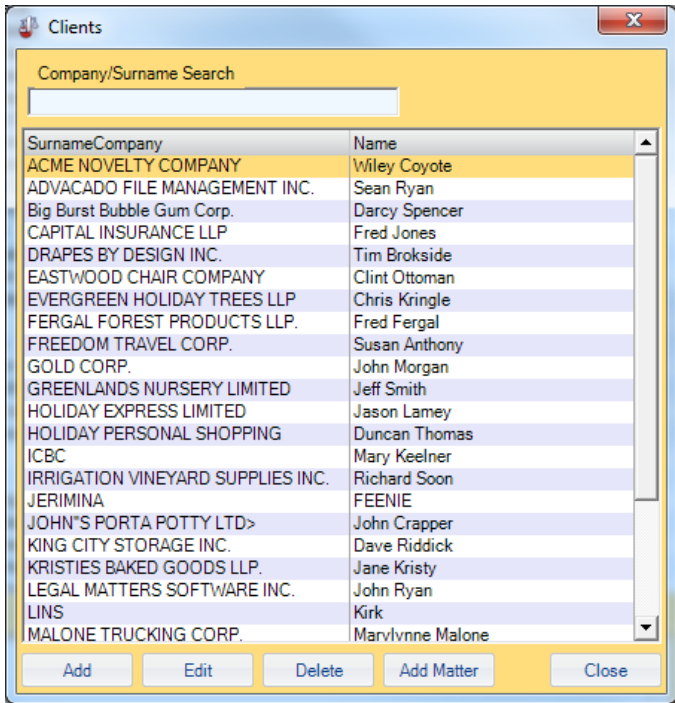 Clients
Company/Surname Search
SurnameCompany Name
ACME NOVELTY COMPANY Wiley Coyote
ADVACADO FILE MANAGEMENT INC. Sean Ryan
Big Burst Bubble Gum Corp. Darcy Spencer
CAPITAL INSURANCE LLP Fred Jones
DRAPES BY DESIGN INC. Tim Brokside
EASTWOOD CHAIR COMPANY Clint Ottoman
EVERGREEN HOLIDAY TREES LLP Chris Kringle
FERGAL FOREST PRODUCTS LLP. Fred Fergal
FREEDOM TRAVEL CORP. Susan Anthony
GOLD CORP. John Morgan
GREENLANDS NURSERY LIMITED Jeff Smith
HOLIDAY EXPRESS LIMITED Jason Lamey
HOLIDAY PERSONAL SHOPPING Duncan Thomas
ICBC Mary Keelner
IRRIGATION VINEYARD SUPPLIES INC. Richard Soon
JERIMINA FEENIE
JOHN"S PORTA POTTY LTD> John Crapper
KING CITY STORAGE INC. Dave Riddick
KRISTIES BAKED GOODS LLP. Jane Kristy
LEGAL MATTERS SOFTWARE INC. John Ryan
LINS Kirk
MALONE TRUCKING CORP. Marylynne Malone
Add Edit Delete Add Matter Close